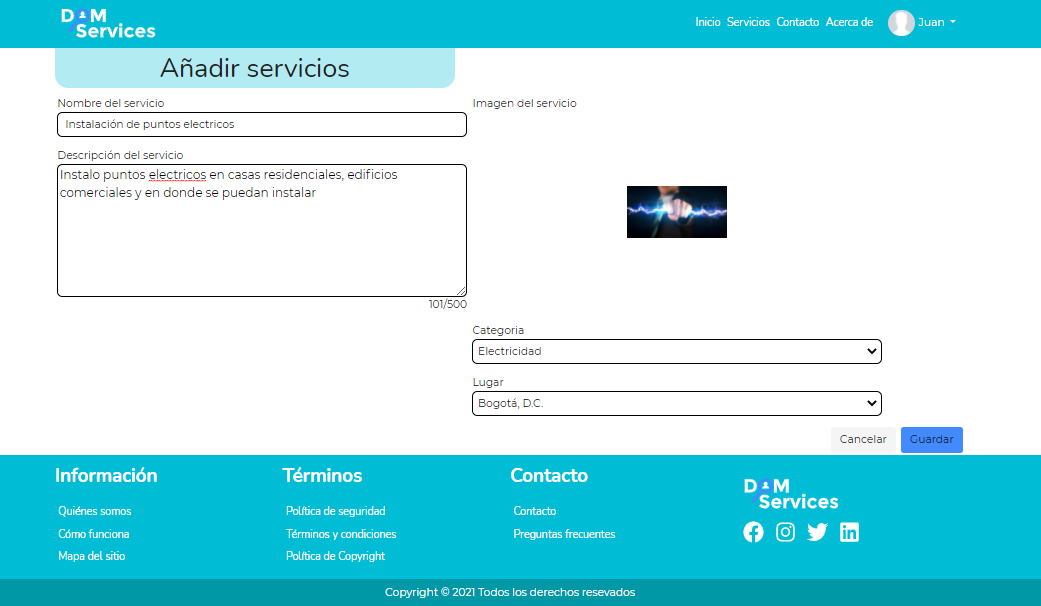 D M
Services
Inicio Servicios Contacto Acerca de Juan
Añadir servicios
Nombre del servicio
Instalación de puntos electricos
Descripción del servicio
Instalo puntos electricos en casas residenciales, edificios
comerciales y en donde se puedan instalar
101/500
Imagen del servicio
Categoria
Electricidad
Lugar
Bogotá, D.C.
Cancelar Guardar
Información
Quiénes somos
Cómo funciona
Mapa del sitio
Términos
Política de seguridad
Términos y condiciones
Política de Copyright
Contacto
Contacto
Preguntas frecuentes
D M
Services
Copyright © 2021 Todos los derechos resevados